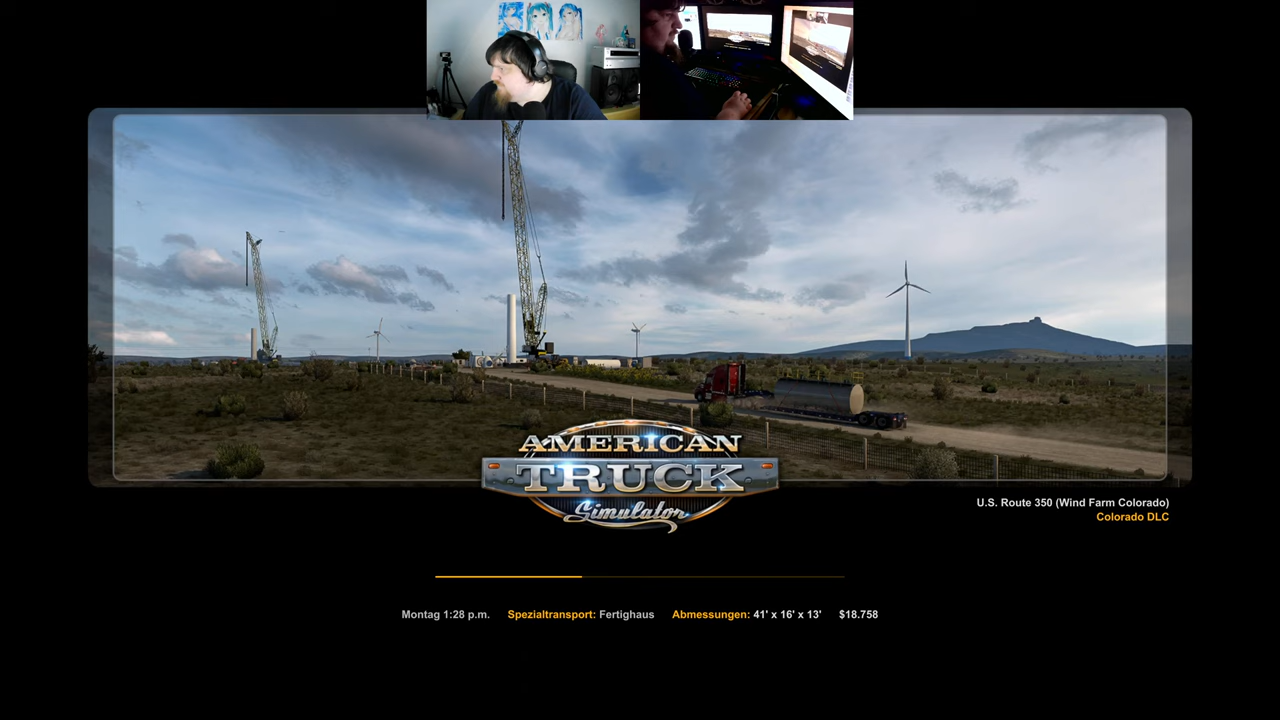 AMERICAN
TRUCK
Simulator
U.S. Route 350 (Wind Farm Colorado)
Colorado DLC
Montag 1:28 p.m. Spezialtransport: Fertighaus Abmessungen: 41' x 16' x 13' $18.758